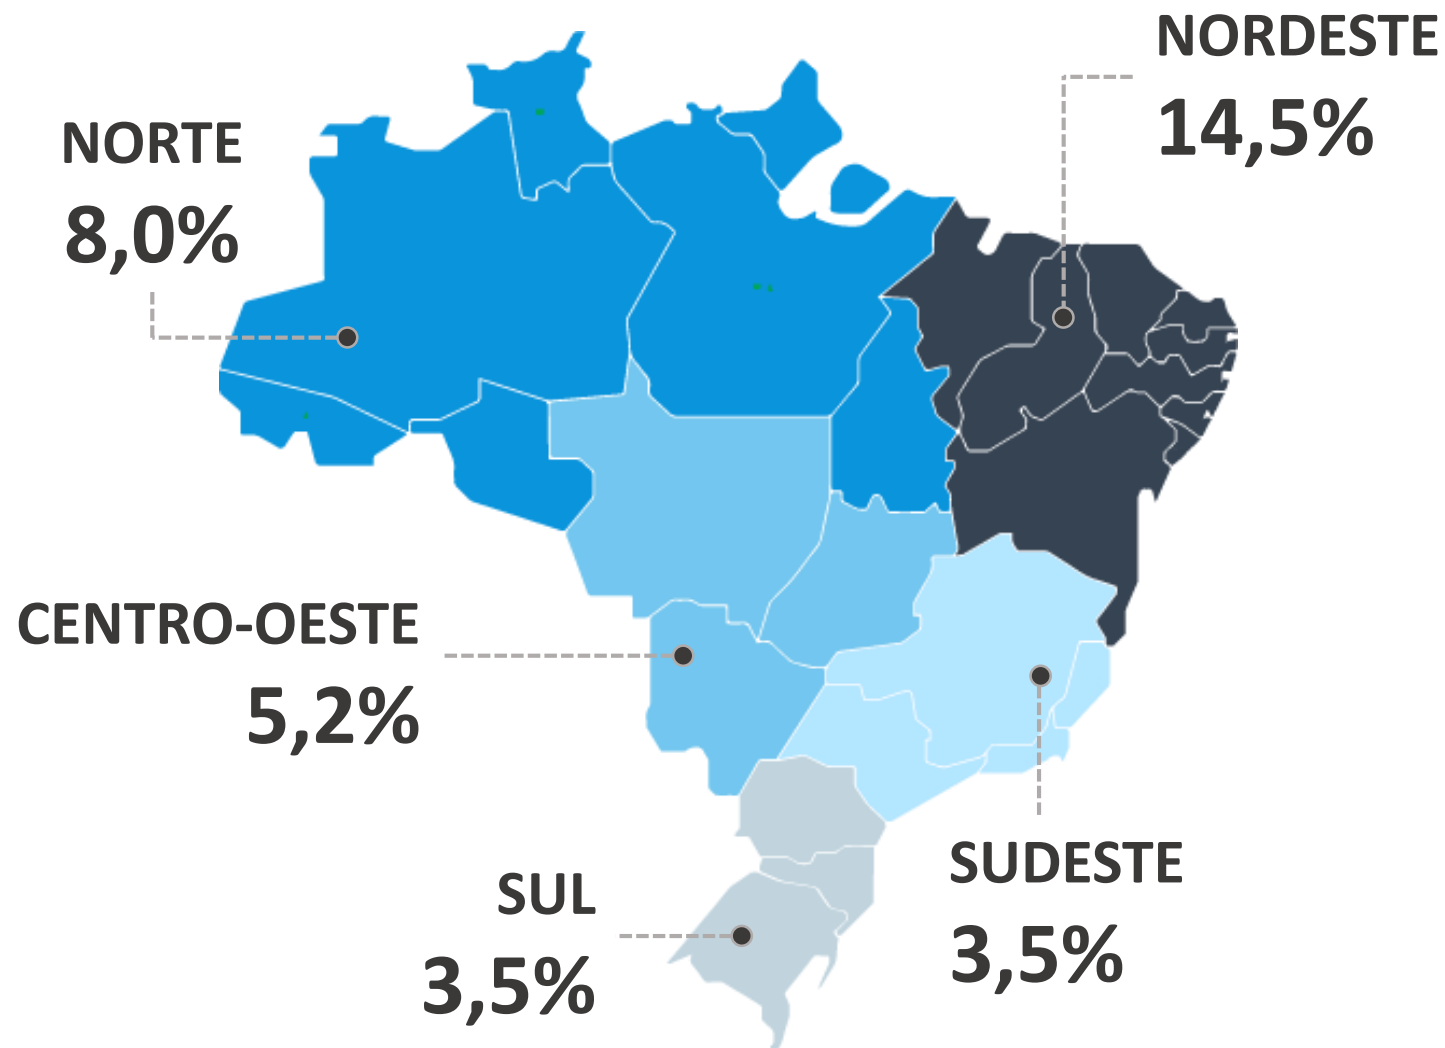 NORDESTE
14,5%
NORTE
8,0%
CENTRO-OESTE
5,2%
SUDESTE
3,5%
SUL
3,5%